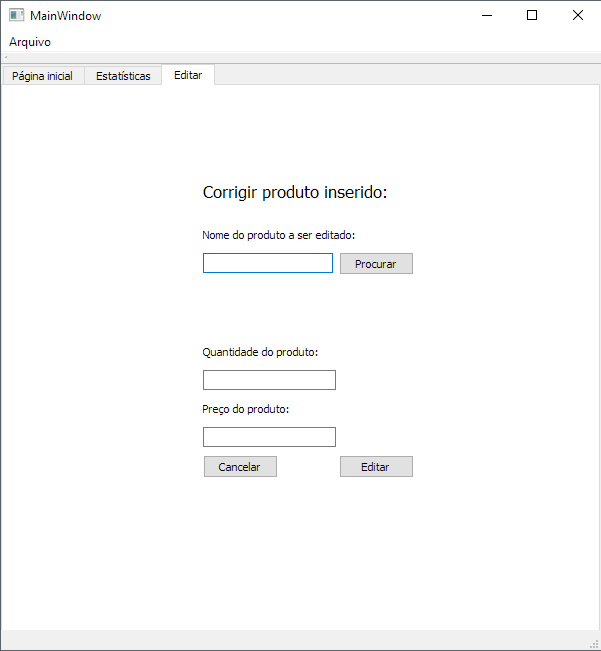 MainWindow
Arquivo
Página inicial Estatísticas Editar
Corrigir produto inserido:
Nome do produto a ser editado:
Procurar
Quantidade do produto:
Preço do produto:
Cancelar Editar